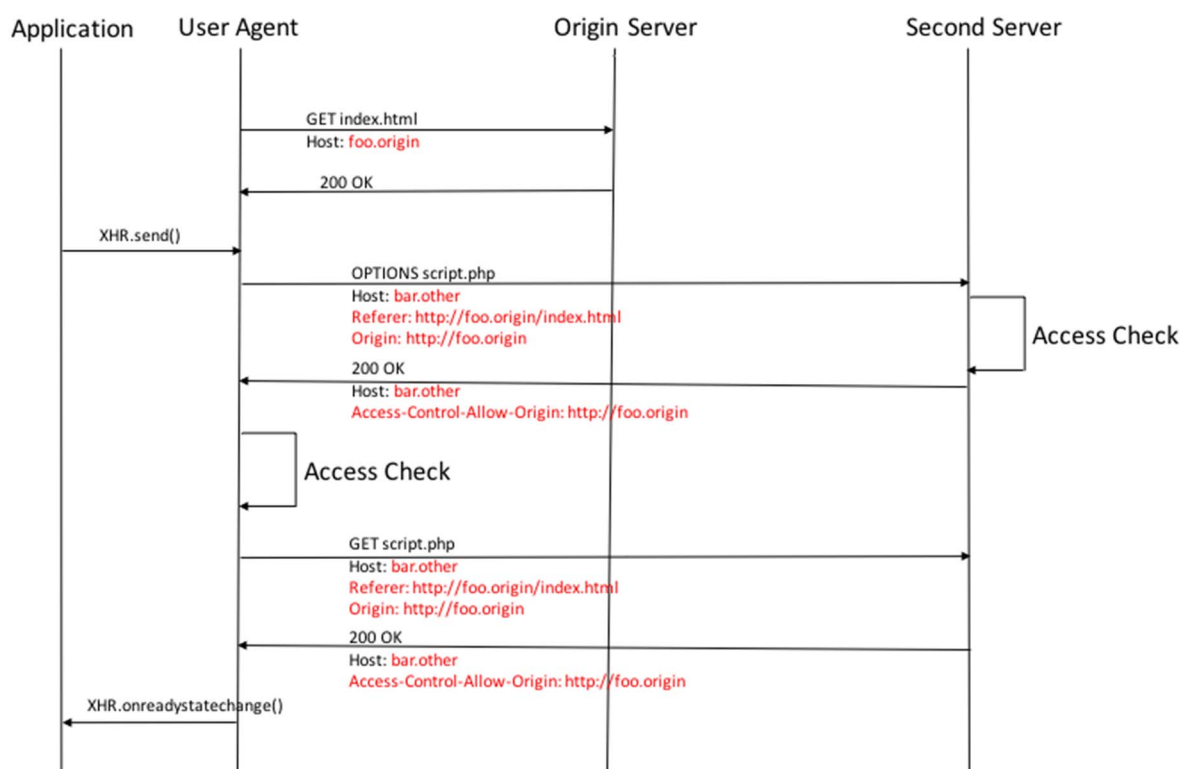 Application User Agent Origin Server Second Server
GET index.html
Host: foo.origin
200 OK
XHR.send()
OPTIONS script.php
Host: bar.other
Referer: http://foo.origin/index.html
Origin: http://foo.origin
Access Check
200 OK
Host: bar.other
Access-Control-Allow-Origin: http://foo.origin
Access Check
GET script.php
Host: bar.other
Referer: http://foo.origin/index.html
Origin: http://foo.origin
200 OK
Host: bar.other
Access-Control-Allow-Origin: http://foo.origin
XHR.onreadystatechange()